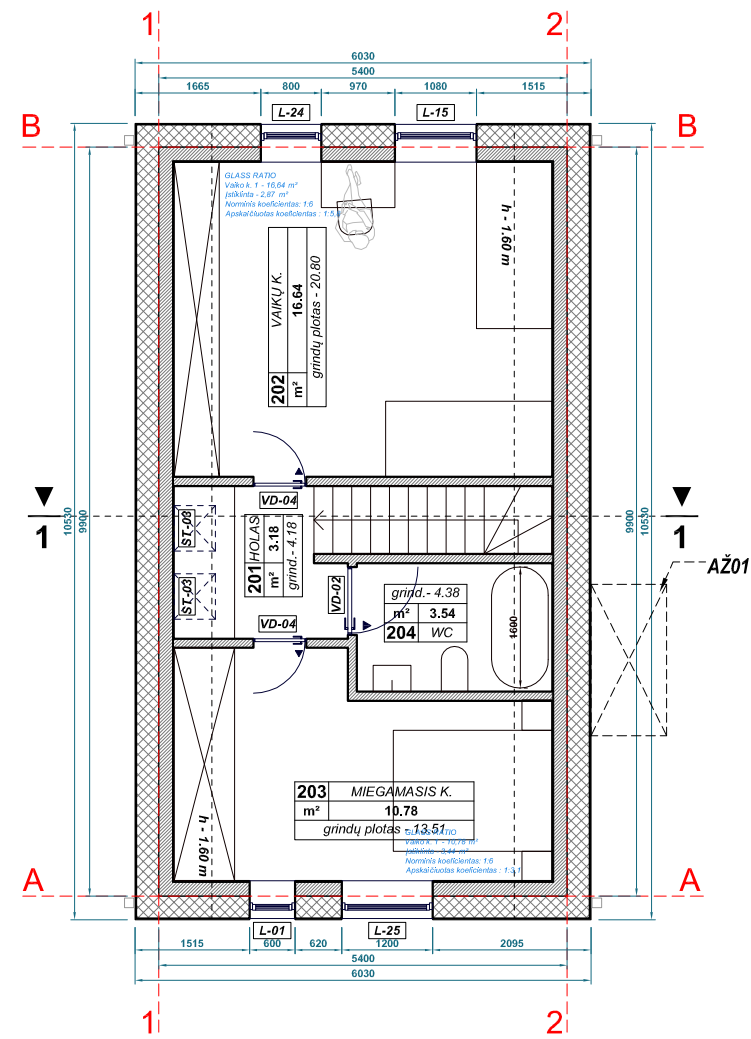 1 2
6030
5400
1665 800 970 1080 1515
L-24 L-15
B B
GLASS RATIO
Vaiko k. 1 - 16,64 m²
Įstiklinta - 2,87 m²
Norminis koeficientas: 1:6
Apskaičiuotas koeficientas : 1:5,
h - 1.60 m
202 VAIKŲ K.
m² 16.64
grindų plotas - 20.80
VD-04
10530 9900
1 1
9900 10530
ST-03
ST-03
201 HOLAS
m² 3.18
grind.- 4.18
VD-02
VD-04
grind.- 4.38
m² 3.54
204 WC
1600
AŽ01
203 MIEGAMASIS K.
m² 10.78
grindų plotas - 13.51
GLASS RATIO
Vaiko k. 1 - 10,78 m²
Įstiklinta - 3,44 m²
Norminis koeficientas: 1:6
Apskaičiuotas koeficientas : 1:3,1
h - 1.60 m
A A
L-01 L-25
1515 600 620 1200 2095
5400
6030
1 2